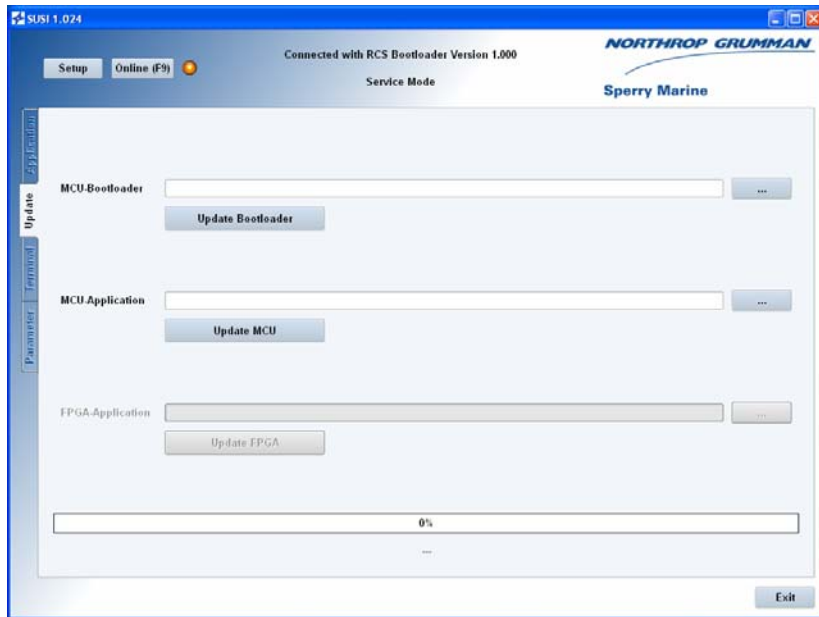 SUSI 1.024
Connected with RCS Bootloader Version 1.000
Service Mode
Setup
Online (F9)
NORTHROP GRUMMAN
Sperry Marine
Application
Update
Terminal
Parameter
MCU-Bootloader
...
Update Bootloader
MCU-Application
...
Update MCU
FPGA-Application
...
Update FPGA
0%
...
Exit